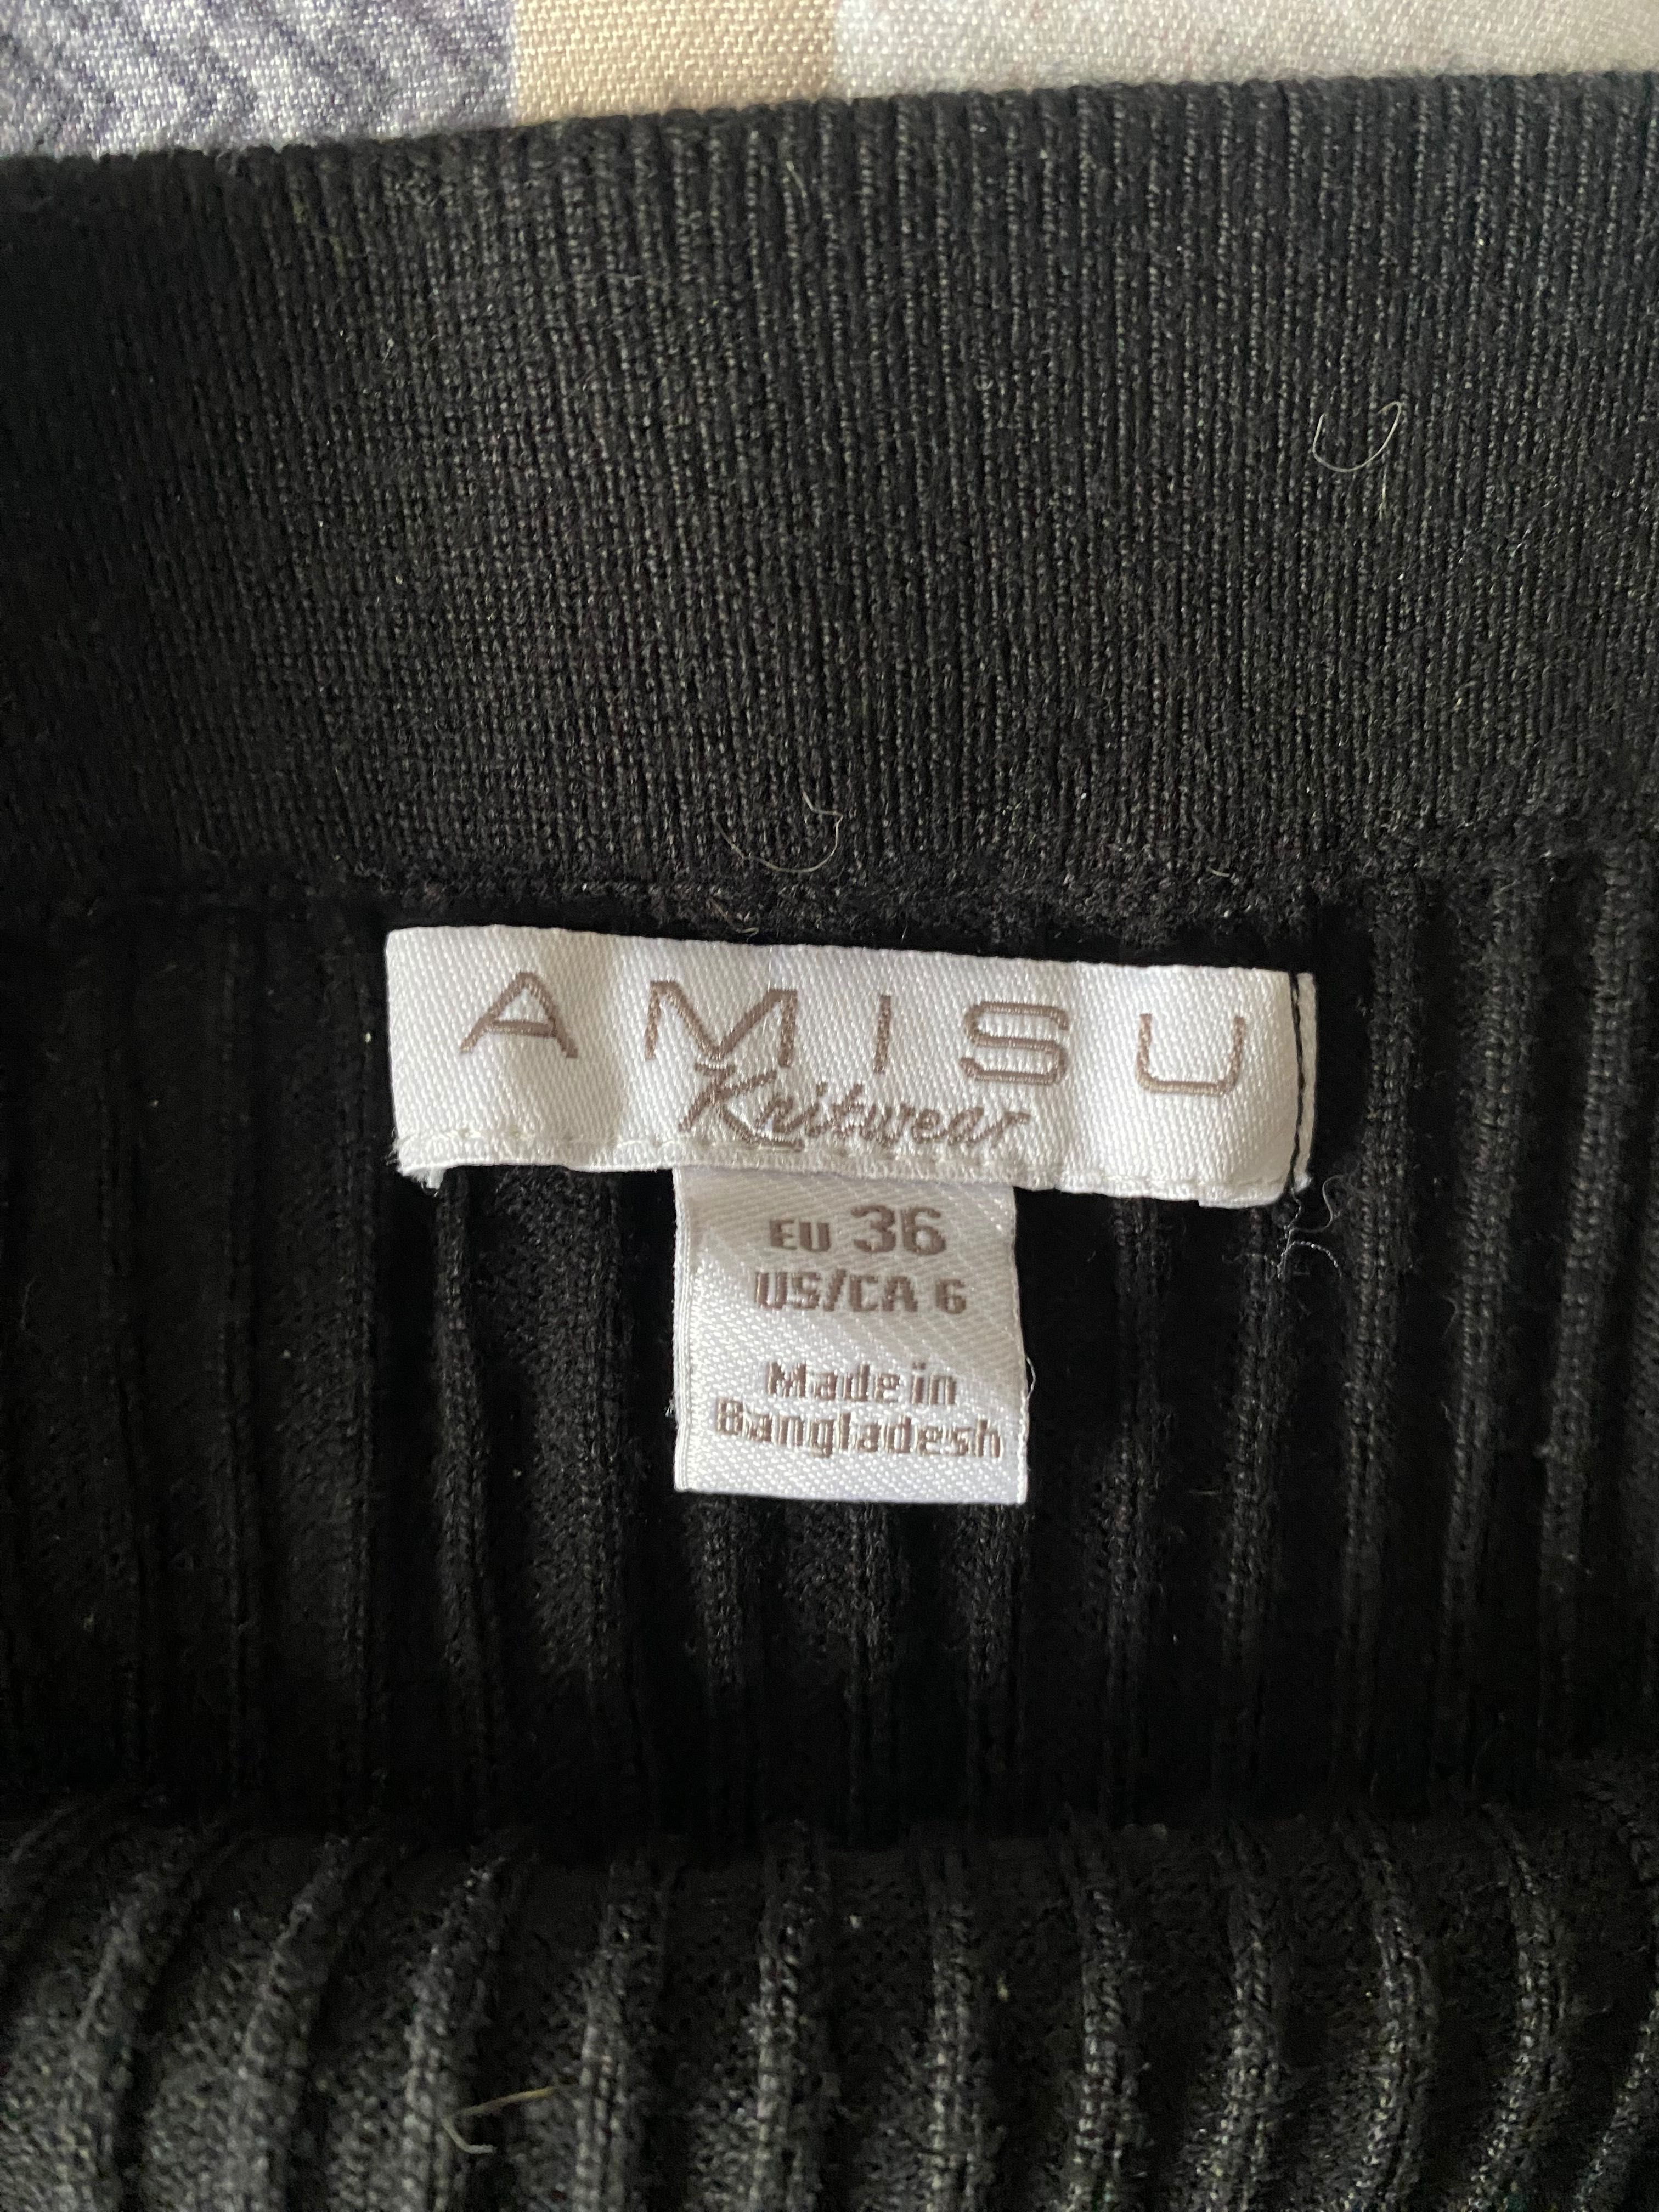 AMISU
Knitwear
EU 36
US/CA 6
Made in
Bangladesh